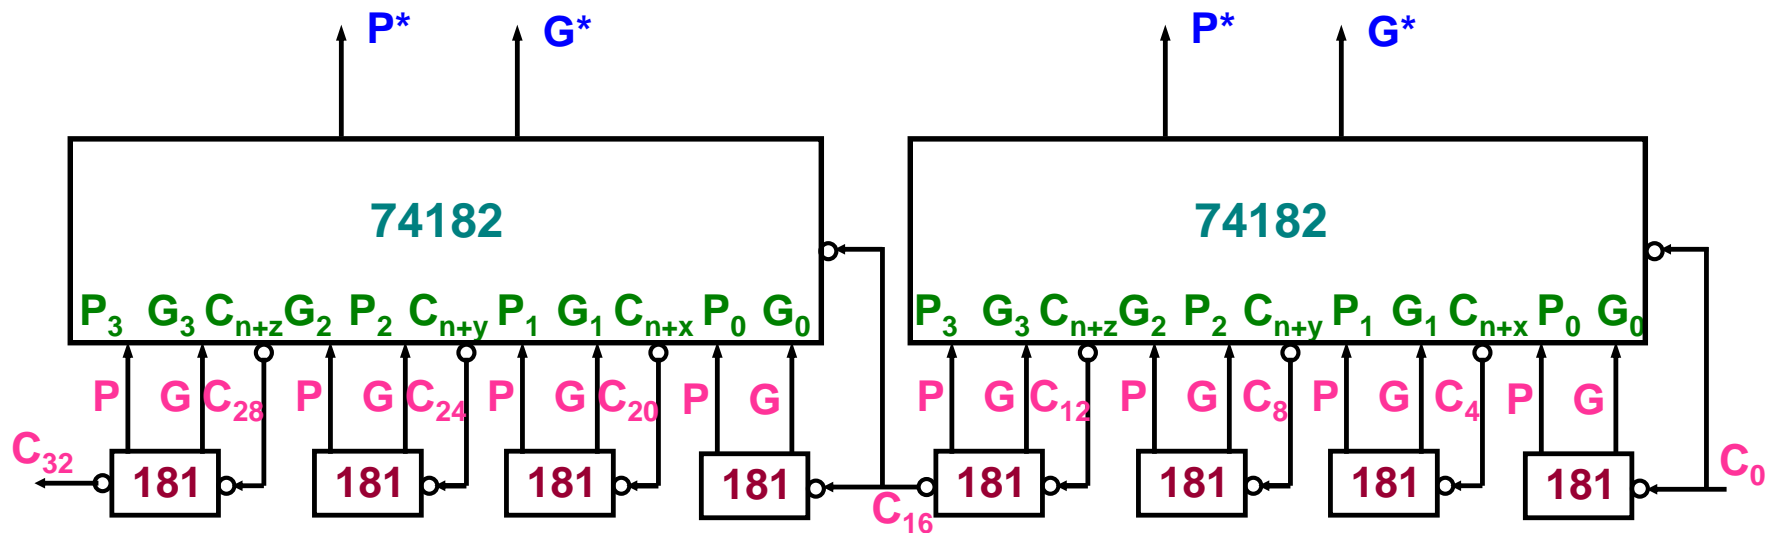 P* G* P* G*
74182 74182
P3 G3 Cn+z G2 P2 Cn+y P1 G1 Cn+x P0 G0 P3 G3 Cn+z G2 P2 Cn+y P1 G1 Cn+x P0 G0
P G C28 P G C24 P G C20 P G P G C12 P G C8 P G C4 P G
C32 181 181 181 181 C16 181 181 181 181 C0